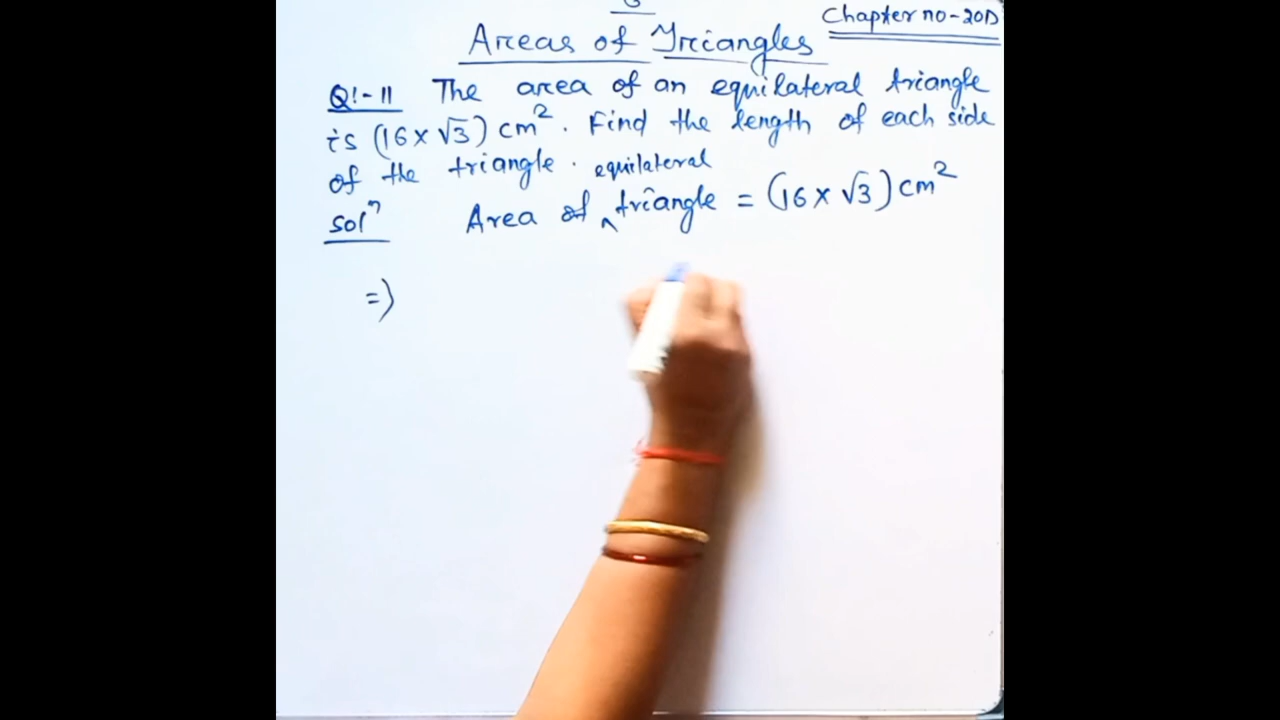 Chapter no-20D
Areas of Triangles
Q!-11 The area of an equilateral triangle
is (16 × √3) cm². Find the length of each side
of the triangle.
equilateral
Solⁿ Area of ‸ triangle = (16 × √3) cm²
=>